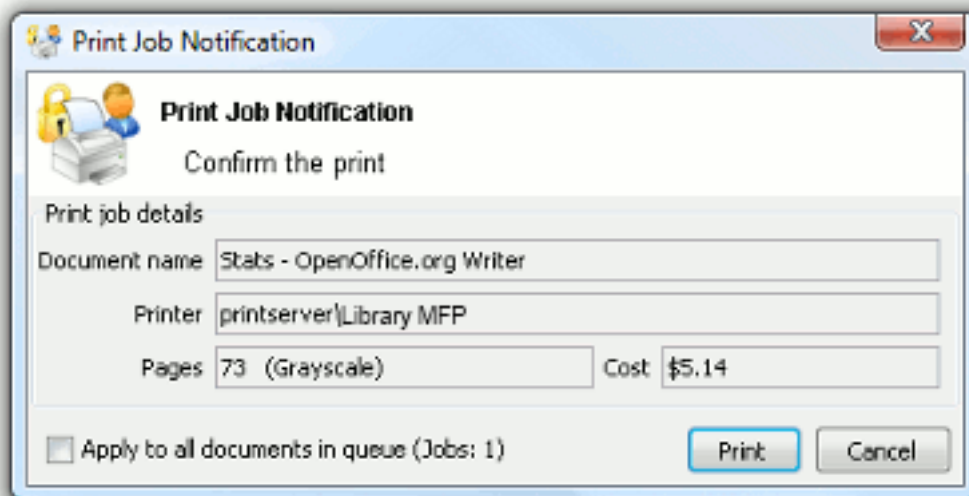 Print Job Notification
Print Job Notification
Confirm the print
Print job details
Document name Stats - OpenOffice.org Writer
Printer printserver\Library MFP
Pages 73 (Grayscale) Cost $5.14
Apply to all documents in queue (Jobs: 1) Print Cancel